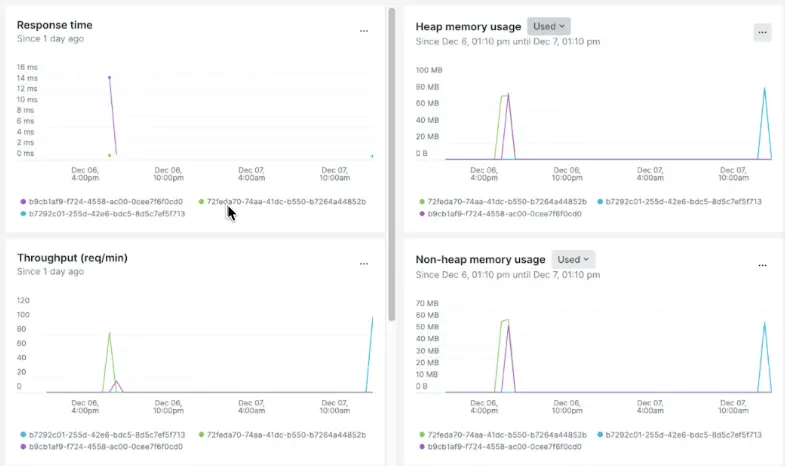 Response time
Since 1 day ago
...
16 ms
14 ms
12 ms
10 ms
8 ms
6 ms
4 ms
2 ms
0 ms
Dec 06, 4:00pm
Dec 06, 10:00pm
Dec 07, 4:00am
Dec 07, 10:00am
b9cb1af9-f724-4558-ac00-0cee7f6f0cd0
72feda70-74aa-41dc-b550-b7264a44852b
b7292c01-255d-42e6-bdc5-8d5c7ef5f713
Heap memory usage Used
Since Dec 6, 01:10 pm until Dec 7, 01:10 pm
...
100 MB
80 MB
60 MB
40 MB
20 MB
0 B
Dec 06, 4:00pm
Dec 06, 10:00pm
Dec 07, 4:00am
Dec 07, 10:00am
72feda70-74aa-41dc-b550-b7264a44852b
b7292c01-255d-42e6-bdc5-8d5c7ef5f713
b9cb1af9-f724-4558-ac00-0cee7f6f0cd0
Throughput (req/min)
Since 1 day ago
...
120
100
80
60
40
20
0
Dec 06, 4:00pm
Dec 06, 10:00pm
Dec 07, 4:00am
Dec 07, 10:00am
b7292c01-255d-42e6-bdc5-8d5c7ef5f713
72feda70-74aa-41dc-b550-b7264a44852b
b9cb1af9-f724-4558-ac00-0cee7f6f0cd0
Non-heap memory usage Used
Since Dec 6, 01:10 pm until Dec 7, 01:10 pm
...
70 MB
60 MB
50 MB
40 MB
30 MB
20 MB
10 MB
0 B
Dec 06, 4:00pm
Dec 06, 10:00pm
Dec 07, 4:00am
Dec 07, 10:00am
72feda70-74aa-41dc-b550-b7264a44852b
b7292c01-255d-42e6-bdc5-8d5c7ef5f713
b9cb1af9-f724-4558-ac00-0cee7f6f0cd0